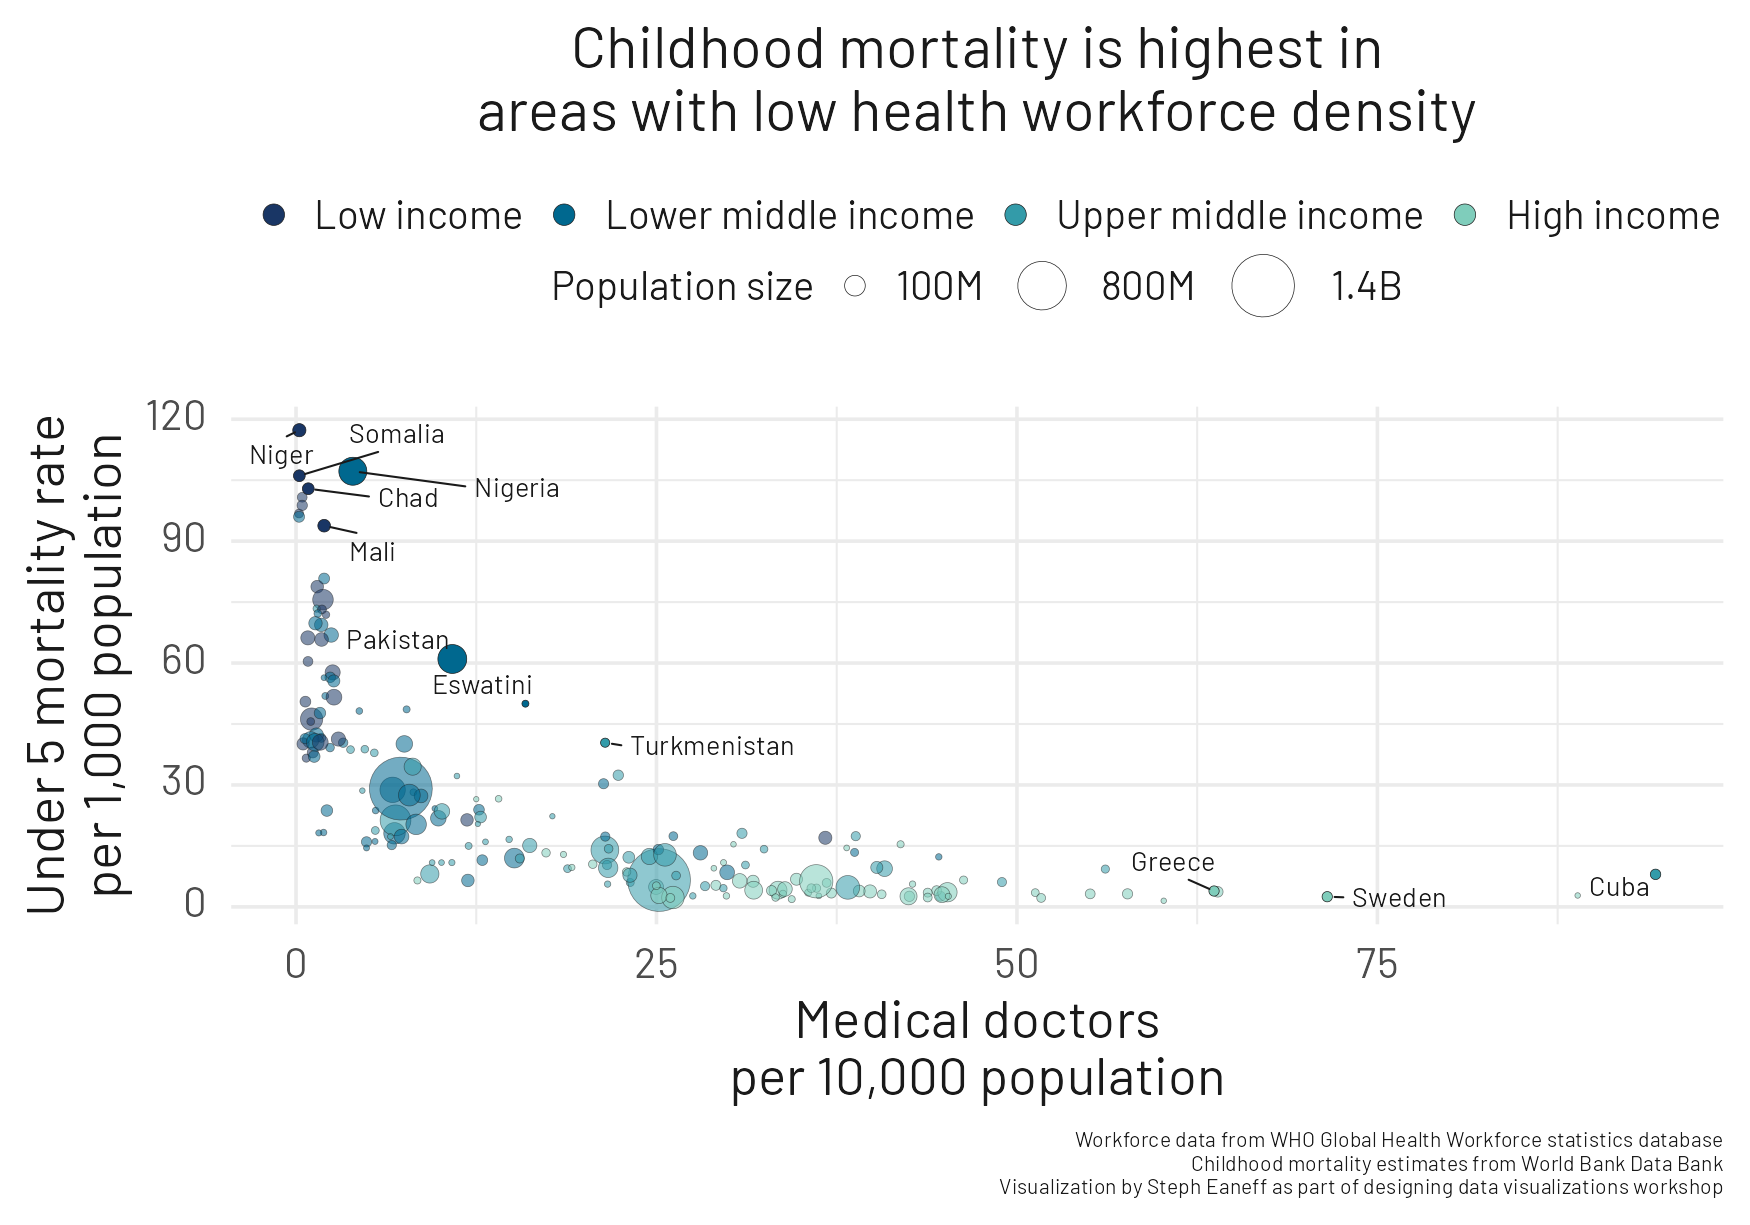 Childhood mortality is highest in
areas with low health workforce density
Low income Lower middle income Upper middle income High income
Population size 100M 800M 1.4B
Under 5 mortality rate
per 1,000 population
120
90
60
30
0
Niger
Somalia
Nigeria
Chad
Mali
Pakistan
Eswatini
Turkmenistan
Greece
Sweden
Cuba
0 25 50 75
Medical doctors
per 10,000 population
Workforce data from WHO Global Health Workforce statistics database
Childhood mortality estimates from World Bank Data Bank
Visualization by Steph Eaneff as part of designing data visualizations workshop